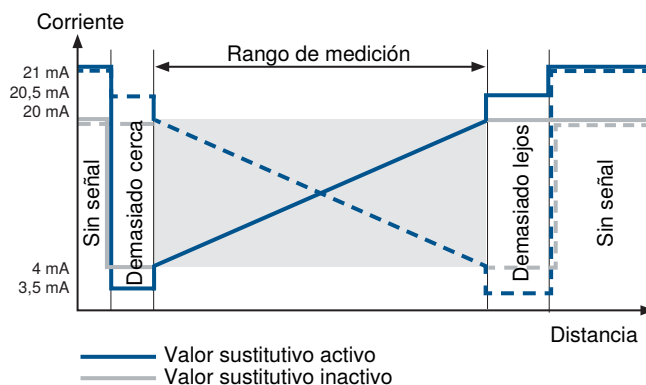 Corriente
Rango de medición
21 mA
20,5 mA
20 mA
Sin señal
Demasiado cerca
Demasiado lejos
Sin señal
4 mA
3,5 mA
Distancia
Valor sustitutivo activo
Valor sustitutivo inactivo